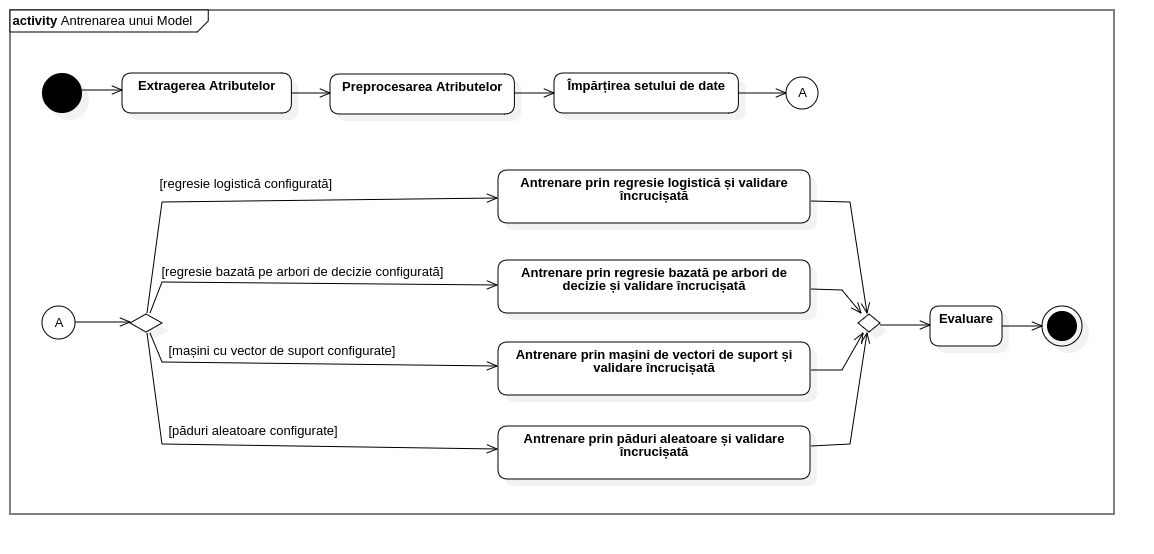 activity Antrenarea unui Model
Extragerea Atributelor
Preprocesarea Atributelor
Împărțirea setului de date
A
[regresie logistică configurată]
Antrenare prin regresie logistică și validare
încrucișată
[regresie bazată pe arbori de decizie configurată]
Antrenare prin regresie bazată pe arbori de
decizie și validare încrucișată
A
Evaluare
[mașini cu vector de suport configurate]
Antrenare prin mașini de vectori de suport și
validare încrucișată
[păduri aleatoare configurate]
Antrenare prin păduri aleatoare și validare
încrucișată